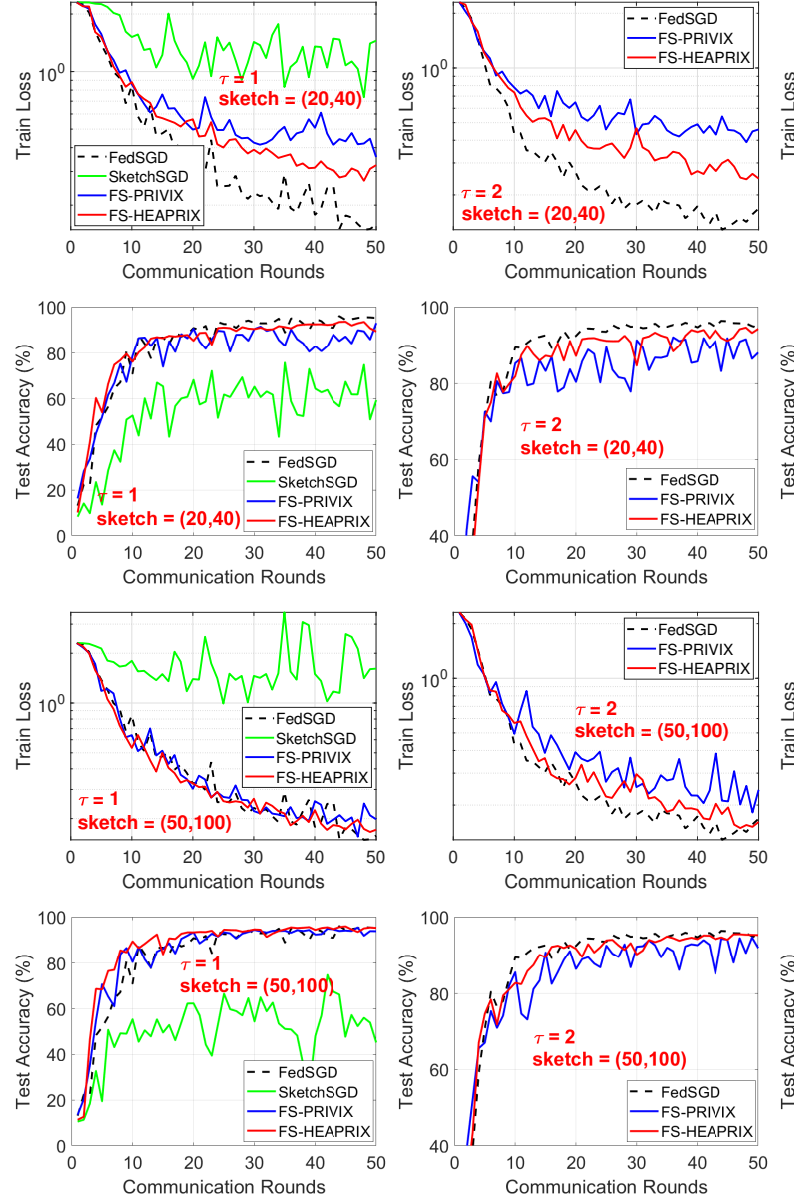 Train Loss
10^0
τ = 1
sketch = (20,40)
FedSGD
SketchSGD
FS-PRIVIX
FS-HEAPRIX
0 10 20 30 40 50
Communication Rounds
Train Loss
10^0
FedSGD
FS-PRIVIX
FS-HEAPRIX
τ = 2
sketch = (20,40)
0 10 20 30 40 50
Communication Rounds
Test Accuracy (%)
100
80
60
40
20
0
τ = 1
sketch = (20,40)
FedSGD
SketchSGD
FS-PRIVIX
FS-HEAPRIX
0 10 20 30 40 50
Communication Rounds
Test Accuracy (%)
100
80
60
40
τ = 2
sketch = (20,40)
FedSGD
FS-PRIVIX
FS-HEAPRIX
0 10 20 30 40 50
Communication Rounds
Train Loss
10^0
FedSGD
SketchSGD
FS-PRIVIX
FS-HEAPRIX
τ = 1
sketch = (50,100)
0 10 20 30 40 50
Communication Rounds
Train Loss
10^0
FedSGD
FS-PRIVIX
FS-HEAPRIX
τ = 2
sketch = (50,100)
0 10 20 30 40 50
Communication Rounds
Test Accuracy (%)
100
80
60
40
20
0
τ = 1
sketch = (50,100)
FedSGD
SketchSGD
FS-PRIVIX
FS-HEAPRIX
0 10 20 30 40 50
Communication Rounds
Test Accuracy (%)
100
80
60
40
τ = 2
sketch = (50,100)
FedSGD
FS-PRIVIX
FS-HEAPRIX
0 10 20 30 40 50
Communication Rounds